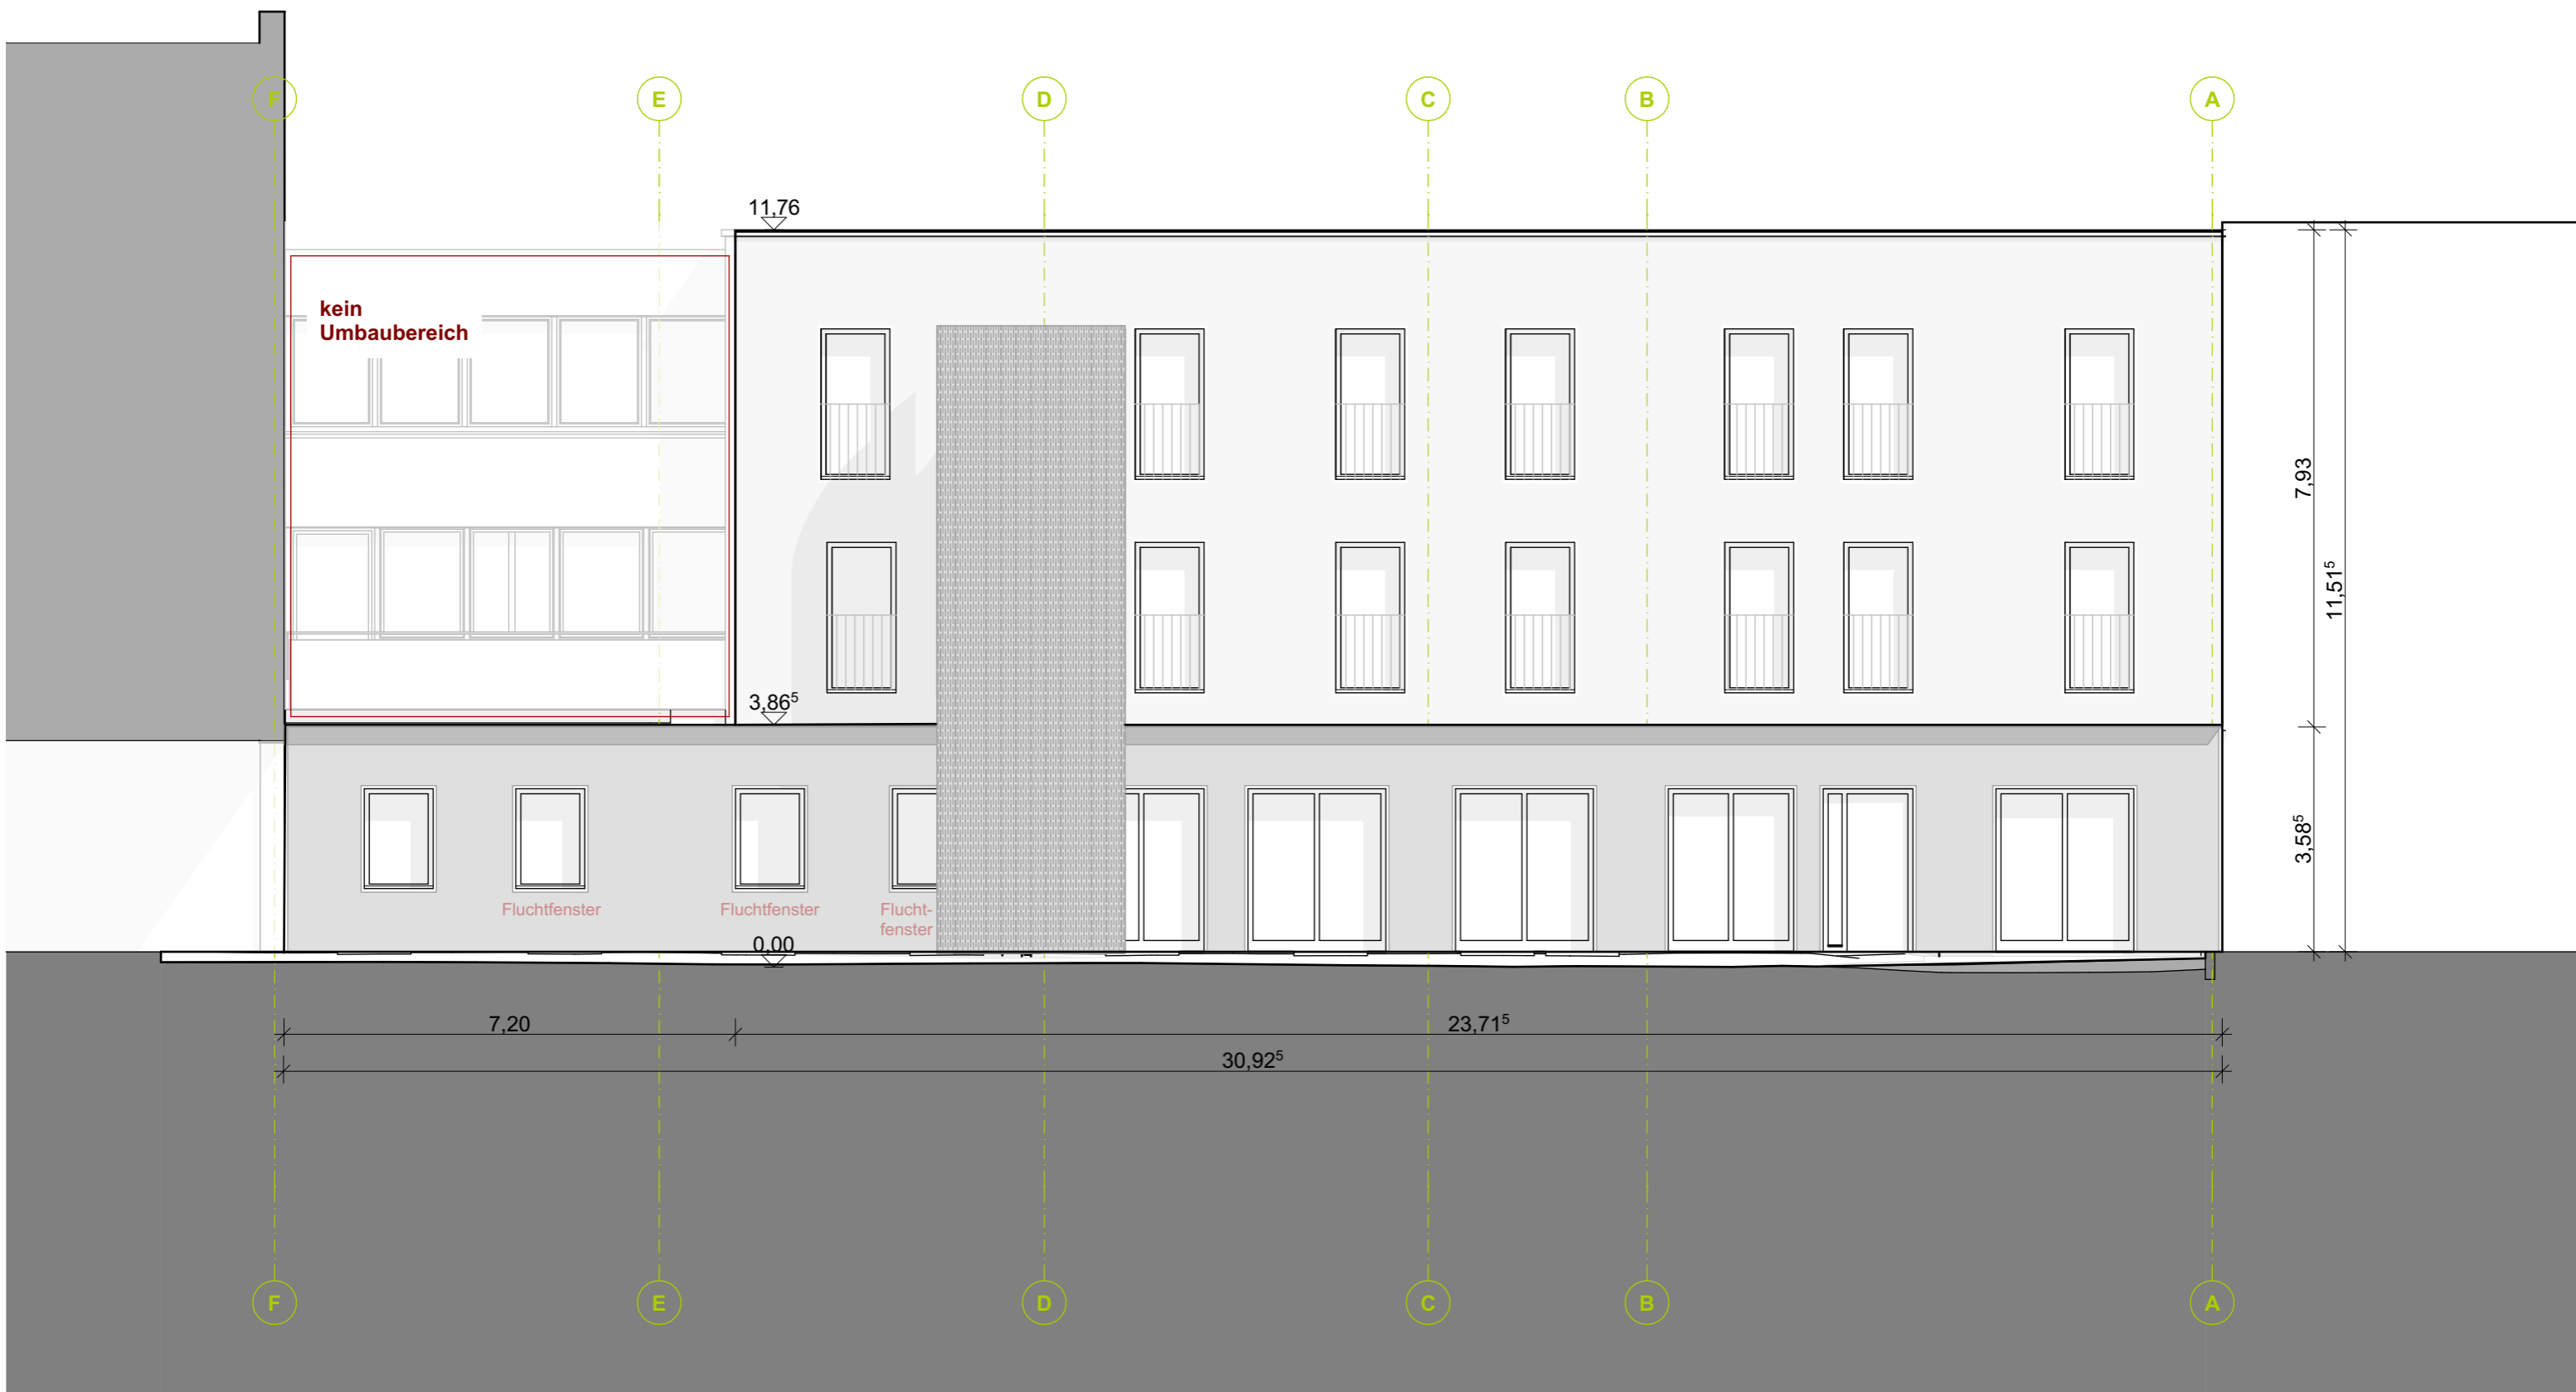 F E D C B A
11,76
kein
Umbaubereich
7,93
11,51⁵
3,86⁵
3,58⁵
Fluchtfenster Fluchtfenster Flucht-
fenster
0,00
7,20 23,71⁵
30,92⁵
F E D C B A